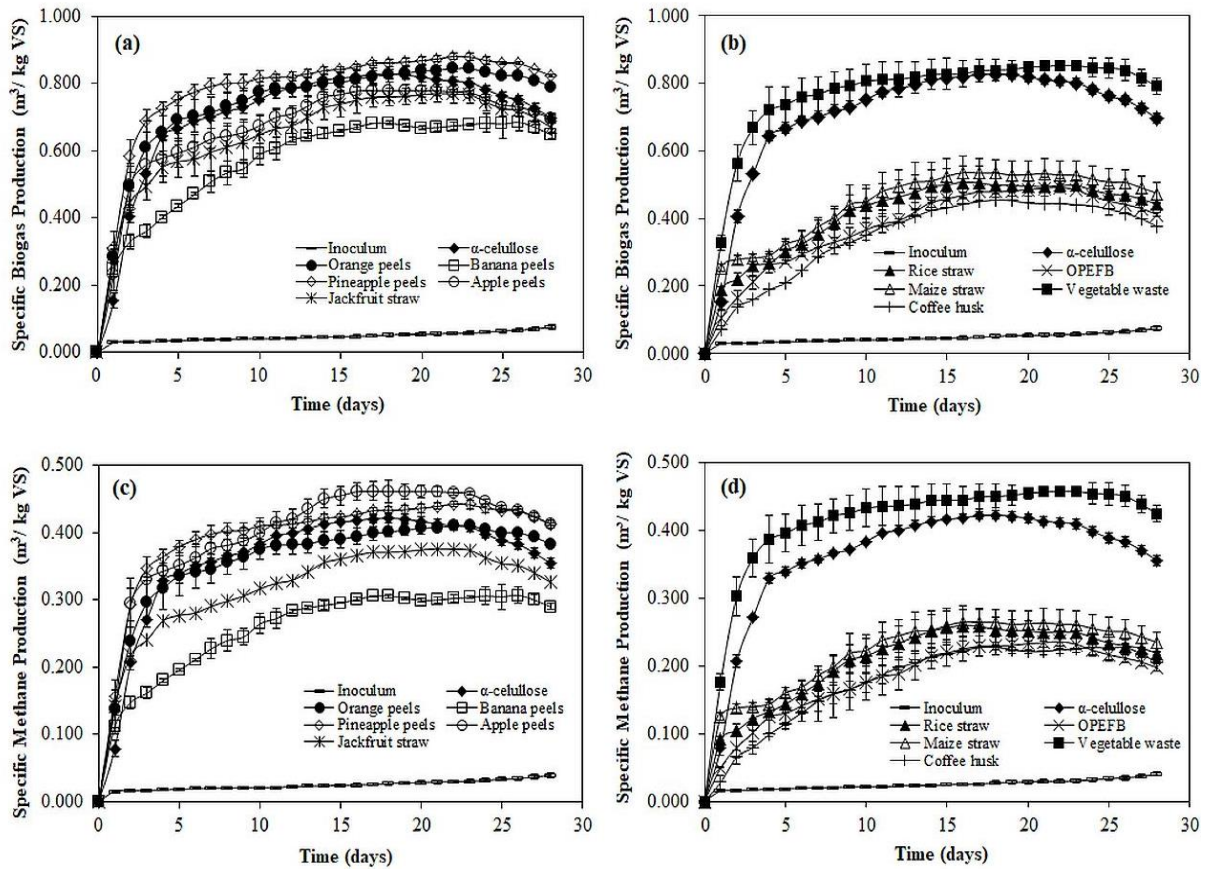 (a)
Specific Biogas Production (m³/ kg VS)
1.000
0.800
0.600
0.400
0.200
0.000
Inoculum α-celullose
Orange peels Banana peels
Pineapple peels Apple peels
Jackfruit straw
0 5 10 15 20 25 30
Time (days)
(b)
Specific Biogas Production (m³/ kg VS)
1.000
0.800
0.600
0.400
0.200
0.000
Inoculum α-celullose
Rice straw OPEFB
Maize straw Vegetable waste
Coffee husk
0 5 10 15 20 25 30
Time (days)
(c)
Specific Methane Production (m³/ kg VS)
0.500
0.400
0.300
0.200
0.100
0.000
Inoculum α-celullose
Orange peels Banana peels
Pineapple peels Apple peels
Jackfruit straw
0 5 10 15 20 25 30
Time (days)
(d)
Specific Methane Production (m³/ kg VS)
0.500
0.400
0.300
0.200
0.100
0.000
Inoculum α-celullose
Rice straw OPEFB
Maize straw Vegetable waste
Coffee husk
0 5 10 15 20 25 30
Time (days)